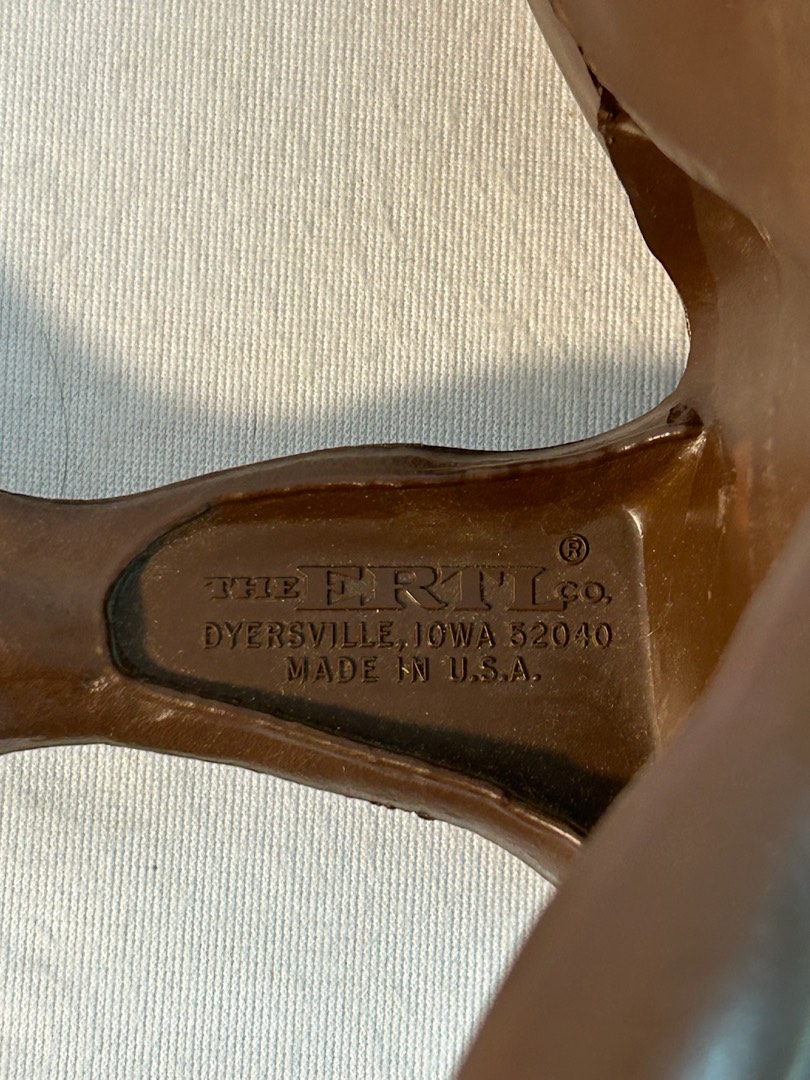 THE ERTL® CO.
DYERSVILLE, IOWA 52040
MADE IN U.S.A.